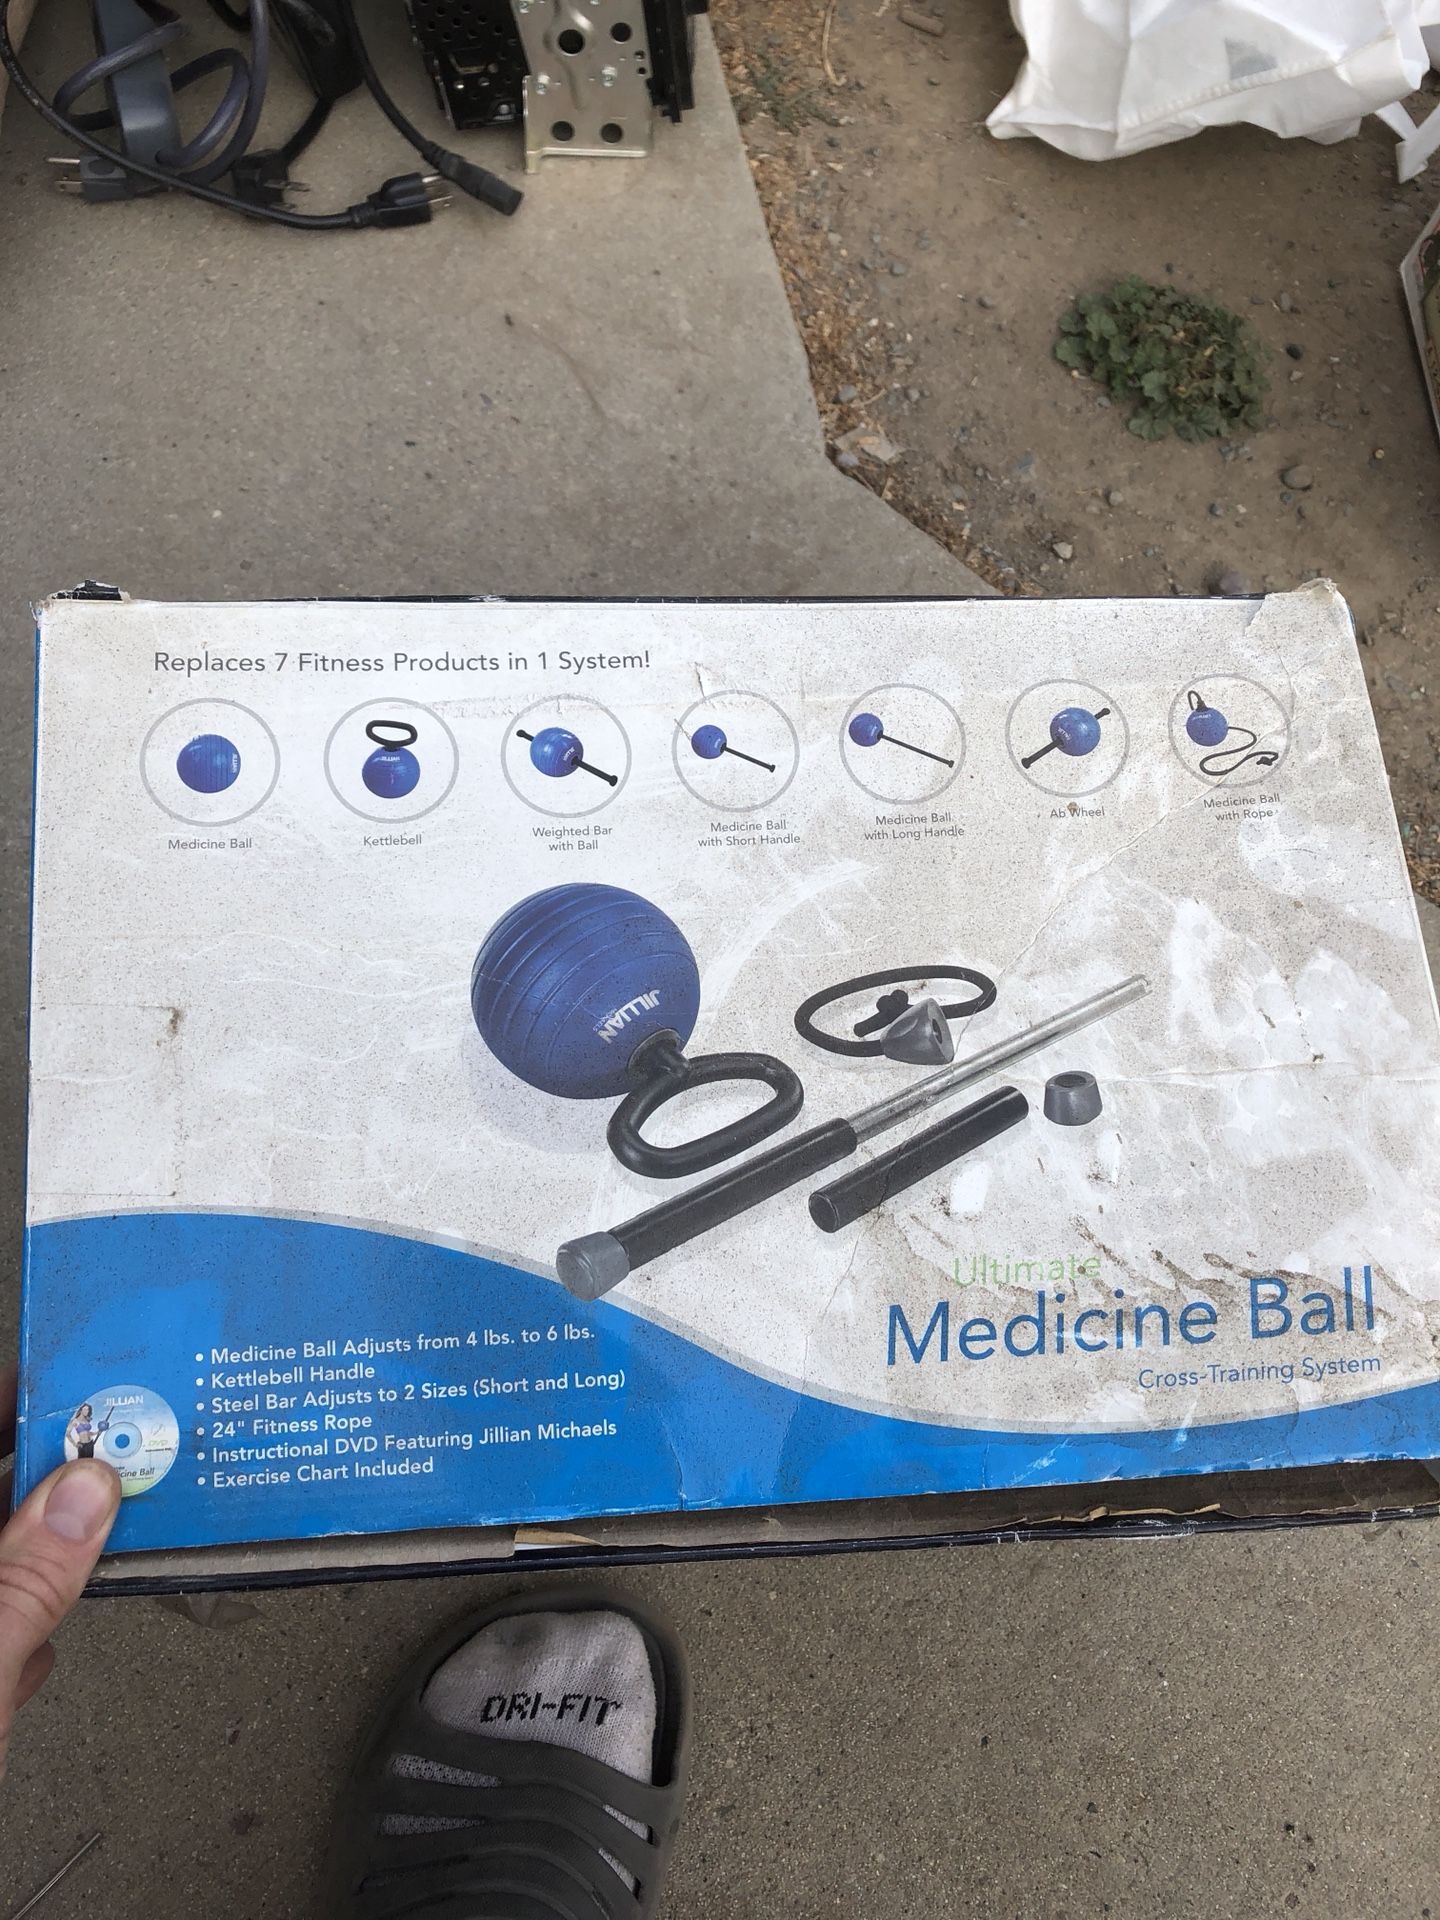 Replaces 7 Fitness Products in 1 System!
Medicine Ball
Kettlebell
Weighted Bar
with Ball
Medicine Ball
with Short Handle
Medicine Ball
with Long Handle
Ab Wheel
Medicine Ball
with Rope
JILLIAN
Ultimate
Medicine Ball
Cross-Training System
• Medicine Ball Adjusts from 4 lbs. to 6 lbs.
• Kettlebell Handle
• Steel Bar Adjusts to 2 Sizes (Short and Long)
• 24" Fitness Rope
• Instructional DVD Featuring Jillian Michaels
• Exercise Chart Included
JILLIAN
DVD
Ball
DRI-FIT